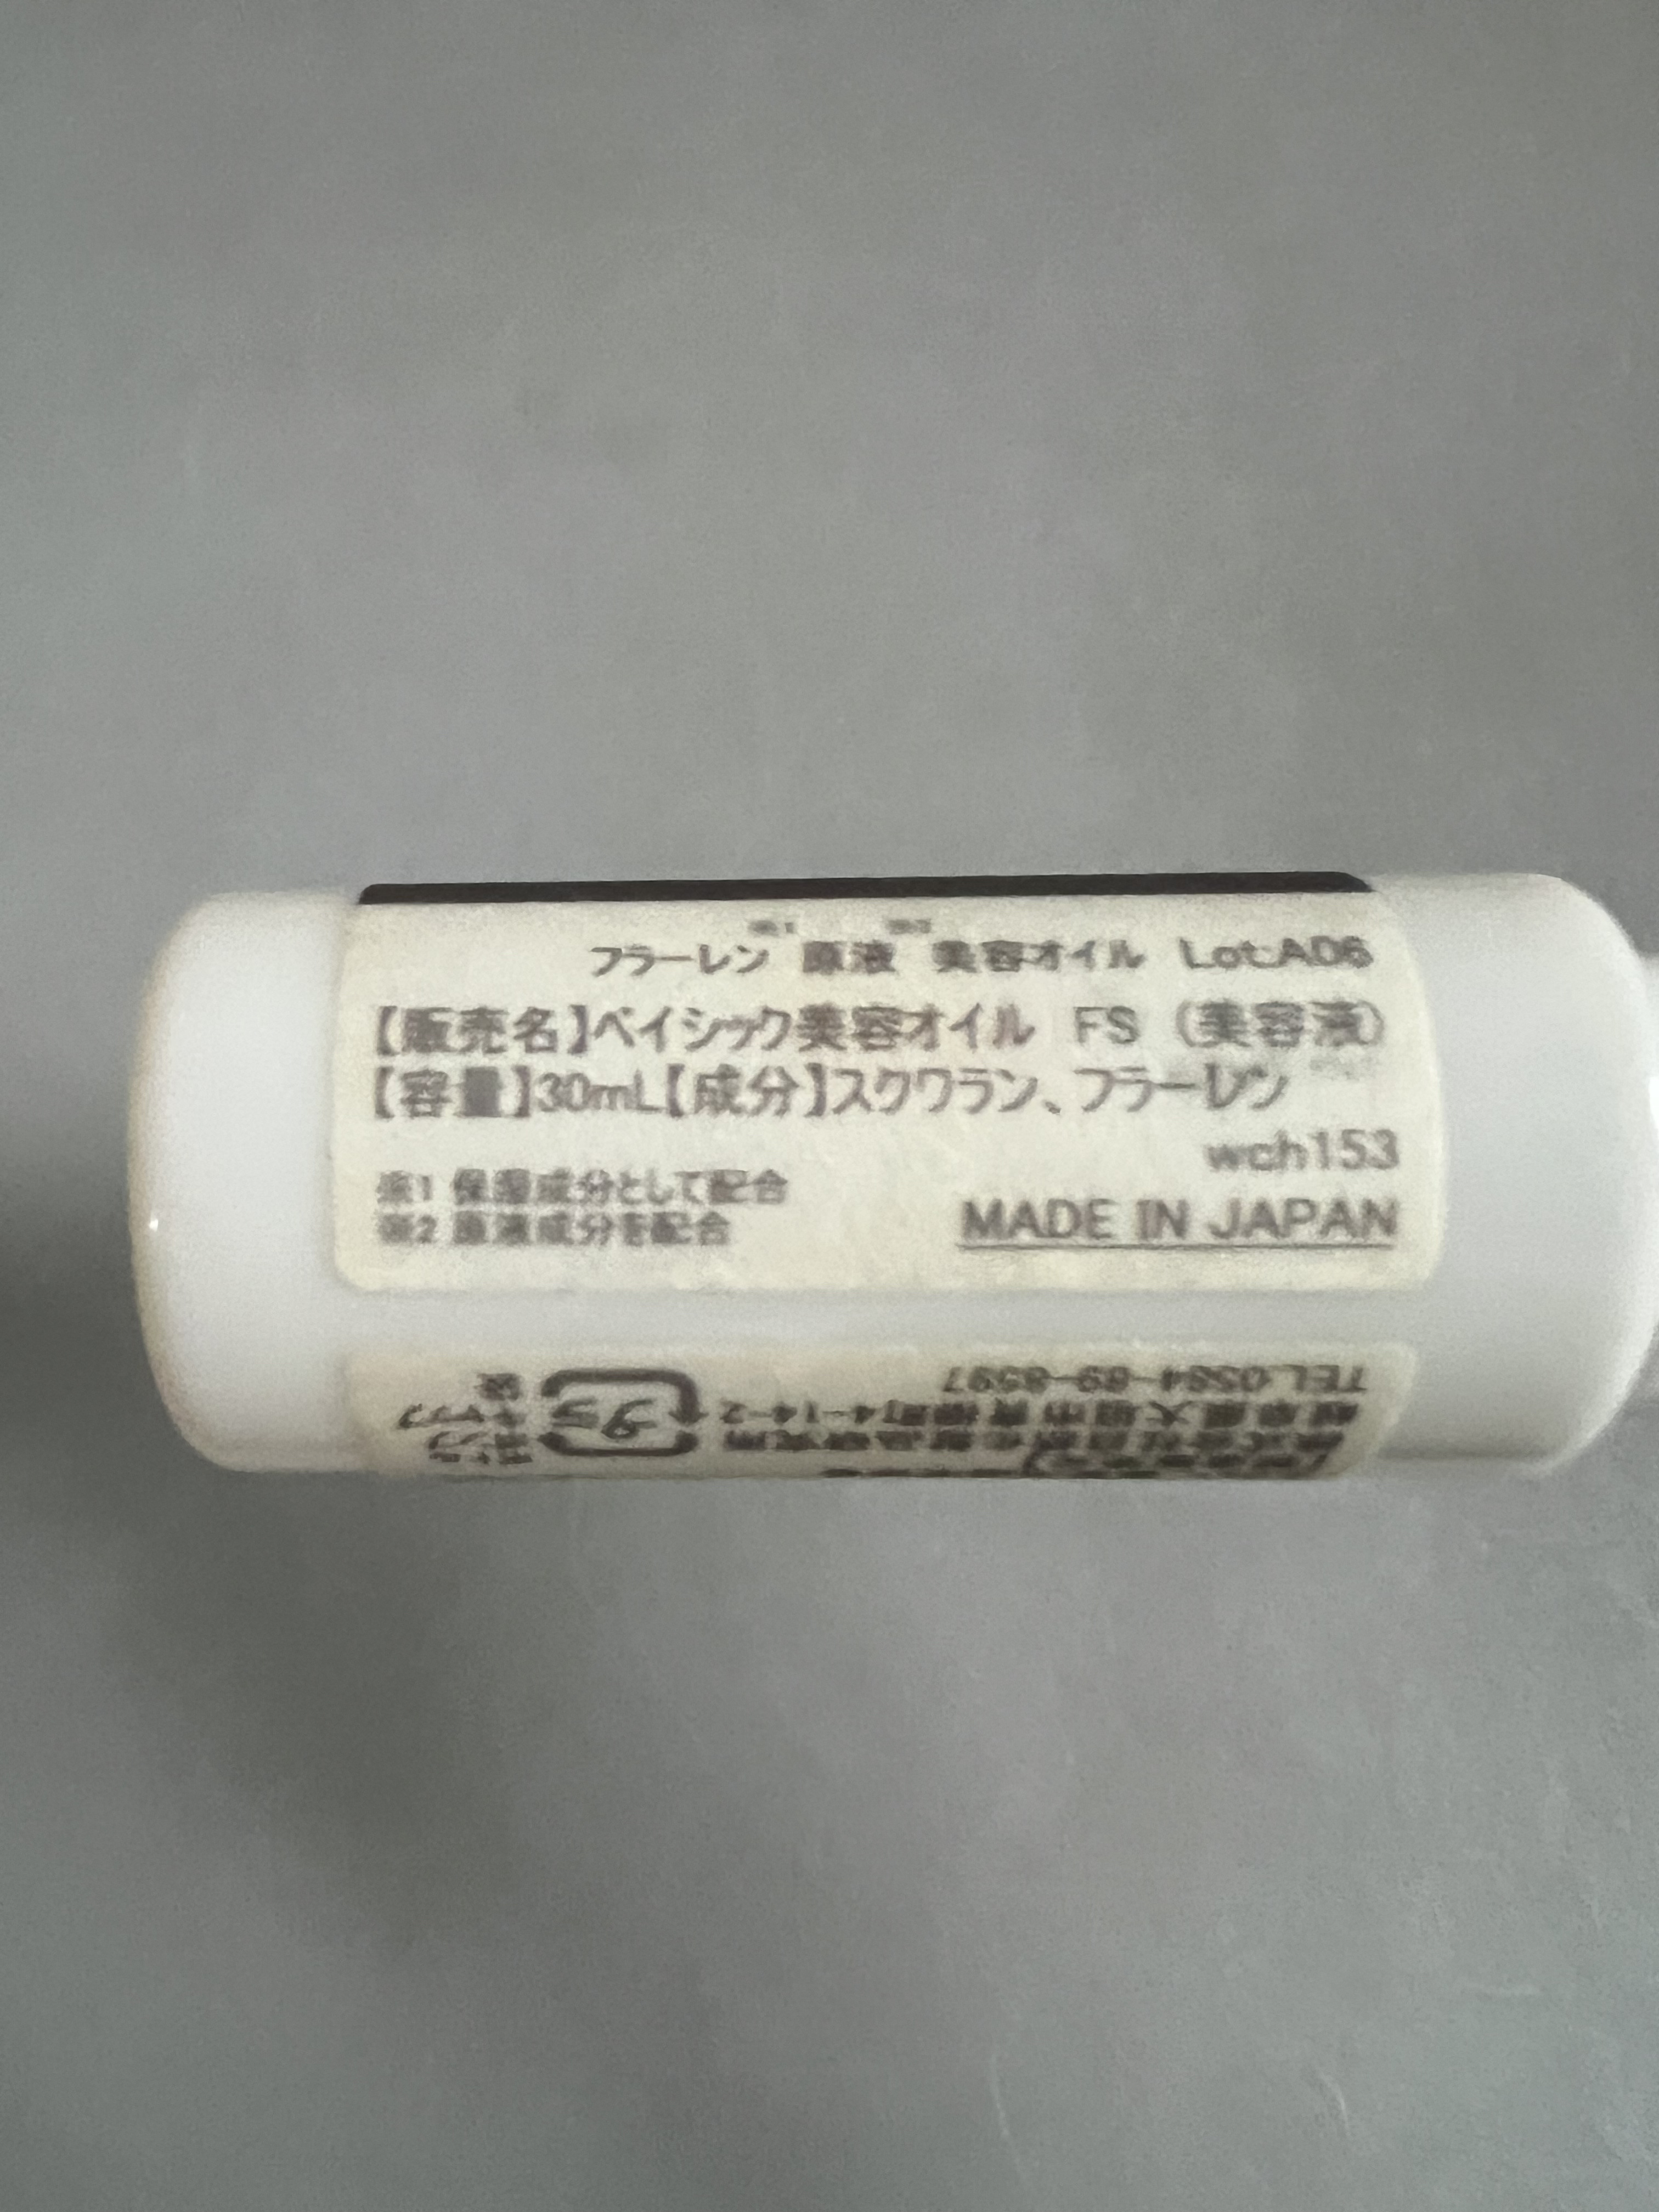 ※1 ※2
フラーレン 原液 美容オイル Lot:A06
【販売名】ベイシック美容オイル FS（美容液）
【容量】30mL【成分】スクワラン、フラーレン
wch153
※1 保湿成分として配合
※2 原液成分を配合
MADE IN JAPAN
プラ
TEL 0584-89-8597